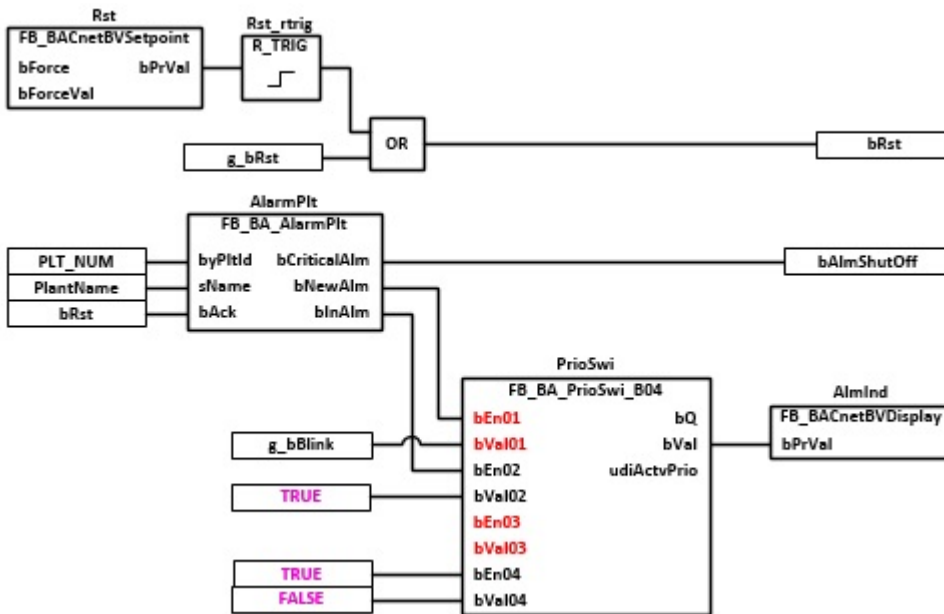 Rst
FB_BACnetBVSetpoint
bForce bPrVal
bForceVal
Rst_rtrig
R_TRIG
g_bRst
OR
bRst
AlarmPlt
FB_BA_AlarmPlt
PLT_NUM byPltId bCriticalAlm bAlmShutOff
PlantName sName bNewAlm
bRst bAck bInAlm
PrioSwi
FB_BA_PrioSwi_B04
AlmInd
FB_BACnetBVDisplay
bEn01 bQ
g_bBlink bVal01 bVal bPrVal
bEn02 udiActvPrio
TRUE bVal02
bEn03
bVal03
TRUE bEn04
FALSE bVal04